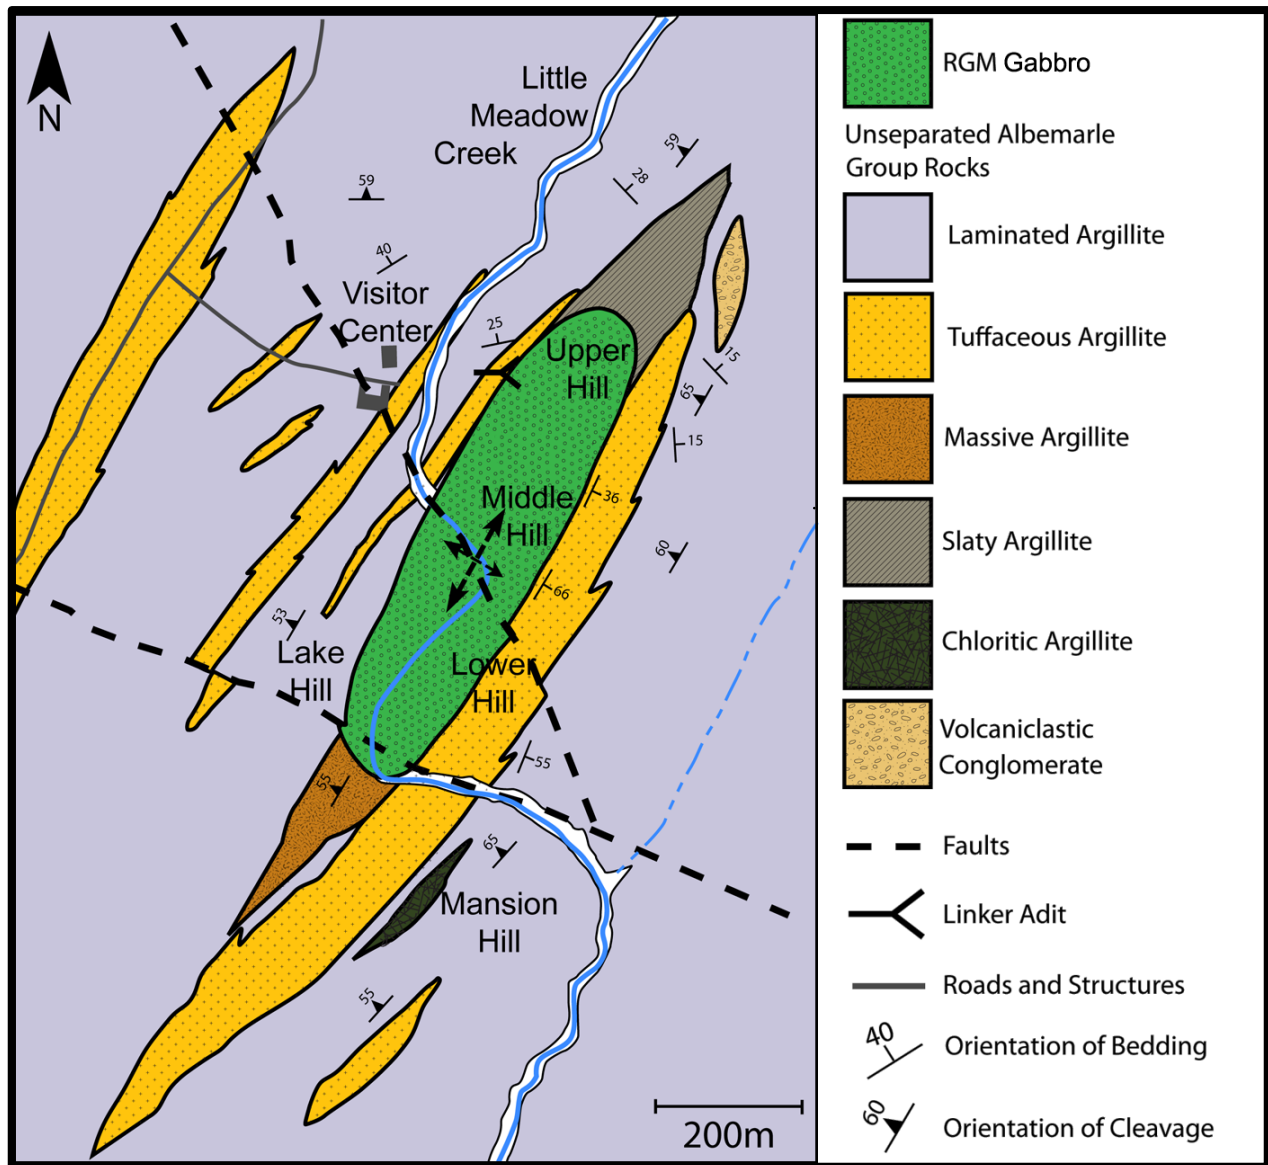 N
Little
Meadow
Creek
59
28
59
40
Visitor
Center
25
Upper
Hill
15
65
15
Middle
Hill
36
60
66
53
Lake
Hill
Lower
Hill
55
55
65
Mansion
Hill
55
200m
RGM Gabbro
Unseparated Albemarle
Group Rocks
Laminated Argillite
Tuffaceous Argillite
Massive Argillite
Slaty Argillite
Chloritic Argillite
Volcaniclastic
Conglomerate
Faults
Linker Adit
Roads and Structures
40
Orientation of Bedding
60
Orientation of Cleavage